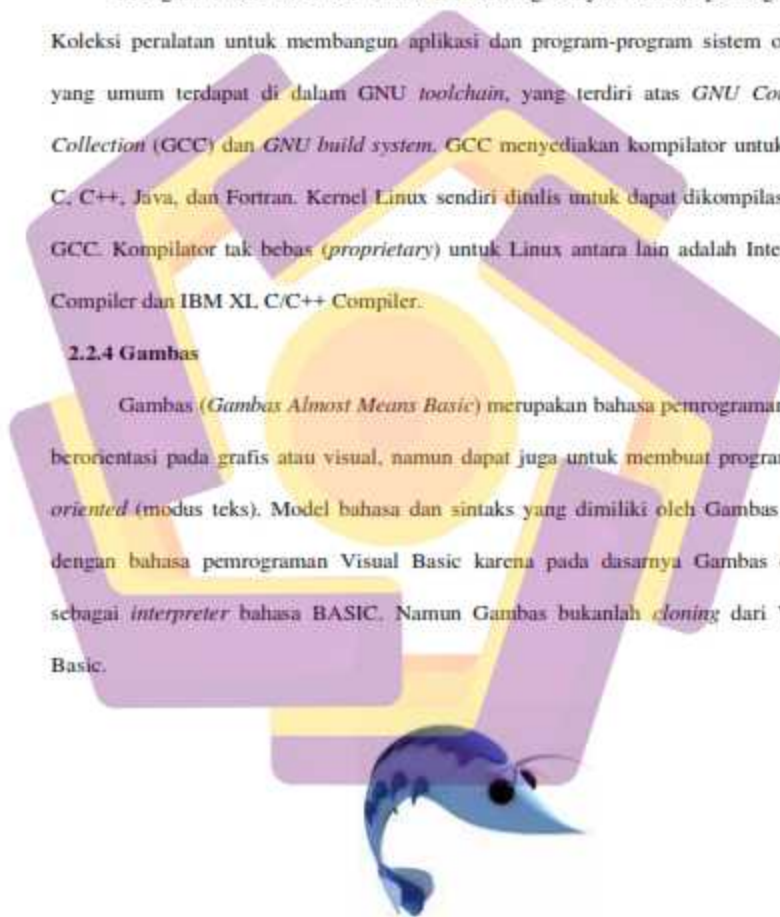 Koleksi peralatan untuk membangun aplikasi dan program-program sistem o
yang umum terdapat di dalam GNU toolchain, yang terdiri atas GNU Co
Collection (GCC) dan GNU build system. GCC menyediakan kompilator untuk
C, C++, Java, dan Fortran. Kernel Linux sendiri ditulis untuk dapat dikompilas
GCC. Kompilator tak bebas (proprietary) untuk Linux antara lain adalah Inte
Compiler dan IBM XL C/C++ Compiler.
2.2.4 Gambas
Gambas (Gambas Almost Means Basic) merupakan bahasa pemrograman
berorientasi pada grafis atau visual, namun dapat juga untuk membuat program
oriented (modus teks). Model bahasa dan sintaks yang dimiliki oleh Gambas
dengan bahasa pemrograman Visual Basic karena pada dasarnya Gambas
sebagai interpreter bahasa BASIC. Namun Gambas bukanlah cloning dari
Basic.